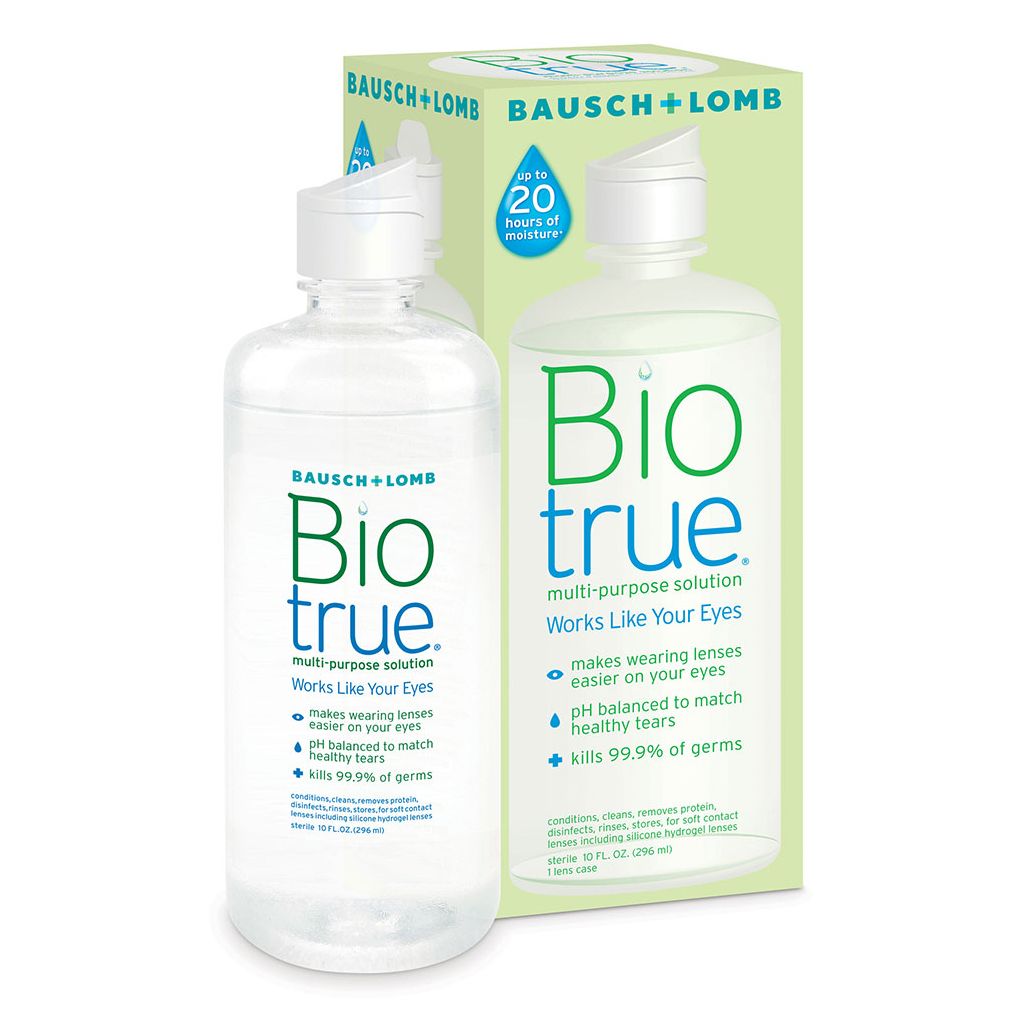 Bio
true
BAUSCH+LOMB
up to
BAUSCH+LOMB
up to
20
hours of
moisture*
Bio
true®
multi-purpose solution
Works Like Your Eyes
makes wearing lenses
easier on your eyes
pH balanced to match
healthy tears
kills 99.9% of germs
conditions, cleans, removes protein,
disinfects, rinses, stores, for soft contact
lenses including silicone hydrogel lenses
sterile 10 FL. OZ. (296 ml)
1 lens case
BAUSCH+LOMB
Bio
true®
multi-purpose solution
Works Like Your Eyes
makes wearing lenses
easier on your eyes
pH balanced to match
healthy tears
kills 99.9% of germs
conditions, cleans, removes protein,
disinfects, rinses, stores, for soft contact
lenses including silicone hydrogel lenses
sterile 10 FL. OZ. (296 ml)